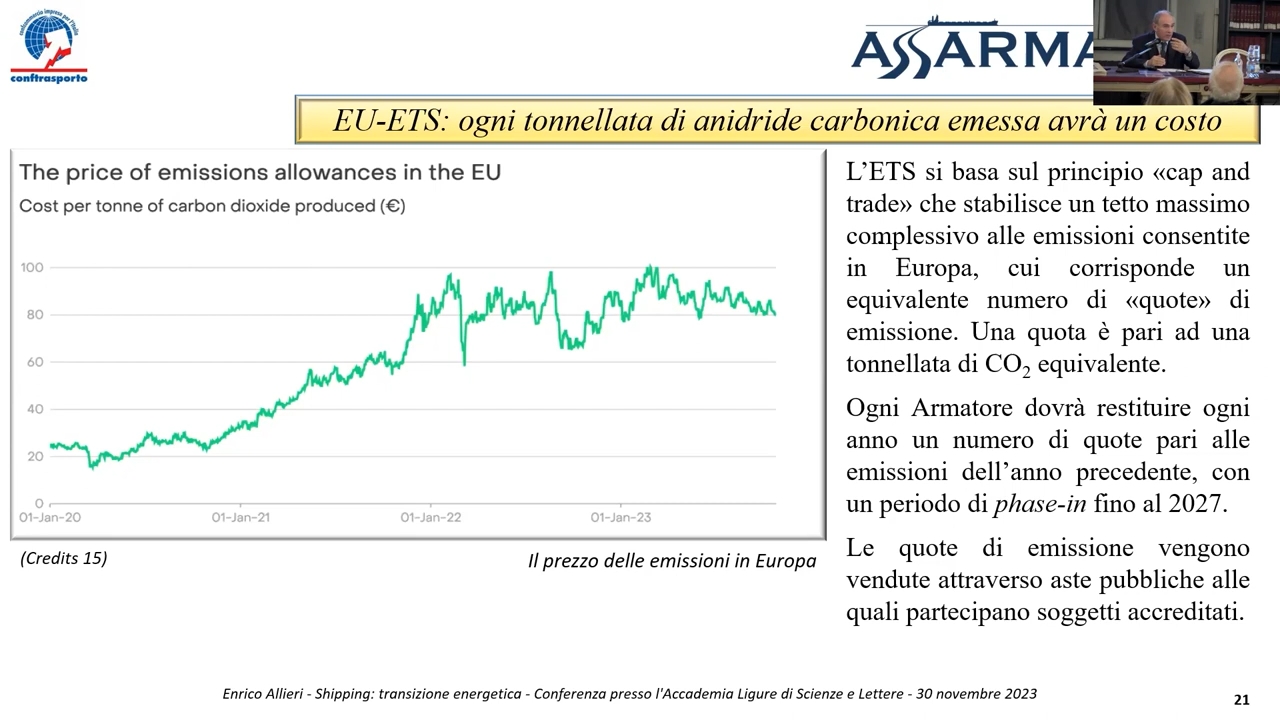 conftrasporto
ASSARMA
EU-ETS: ogni tonnellata di anidride carbonica emessa avrà un costo
The price of emissions allowances in the EU
Cost per tonne of carbon dioxide produced (€)
100
80
60
40
20
0
01-Jan-20
01-Jan-21
01-Jan-22
01-Jan-23
(Credits 15)
Il prezzo delle emissioni in Europa
L’ETS si basa sul principio «cap and
trade» che stabilisce un tetto massimo
complessivo alle emissioni consentite
in Europa, cui corrisponde un
equivalente numero di «quote» di
emissione. Una quota è pari ad una
tonnellata di CO₂ equivalente.
Ogni Armatore dovrà restituire ogni
anno un numero di quote pari alle
emissioni dell’anno precedente, con
un periodo di phase-in fino al 2027.
Le quote di emissione vengono
vendute attraverso aste pubbliche alle
quali partecipano soggetti accreditati.
Enrico Allieri - Shipping: transizione energetica - Conferenza presso l'Accademia Ligure di Scienze e Lettere - 30 novembre 2023
21